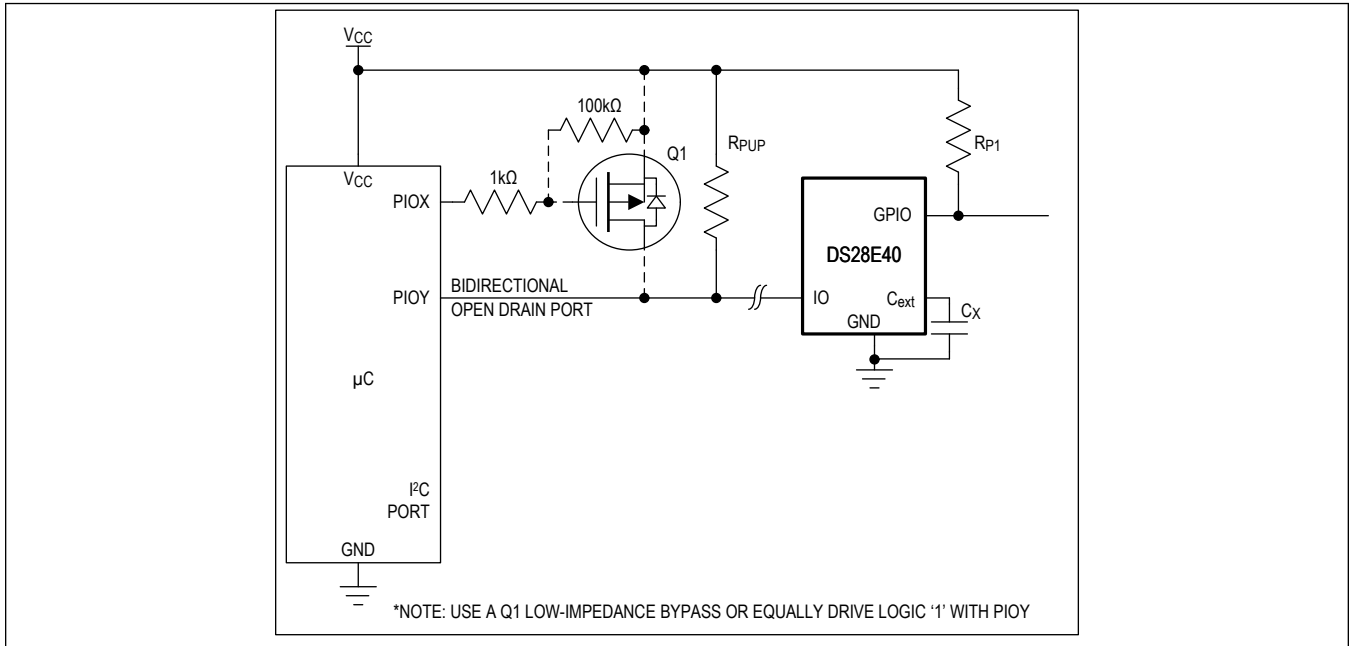 VCC
100kΩ
Q1
RPUP
RP1
1kΩ
VCC
PIOX
GPIO
DS28E40
PIOY
BIDIRECTIONAL
OPEN DRAIN PORT
IO
Cext
CX
GND
µC
I²C
PORT
GND
*NOTE: USE A Q1 LOW-IMPEDANCE BYPASS OR EQUALLY DRIVE LOGIC ‘1’ WITH PIOY